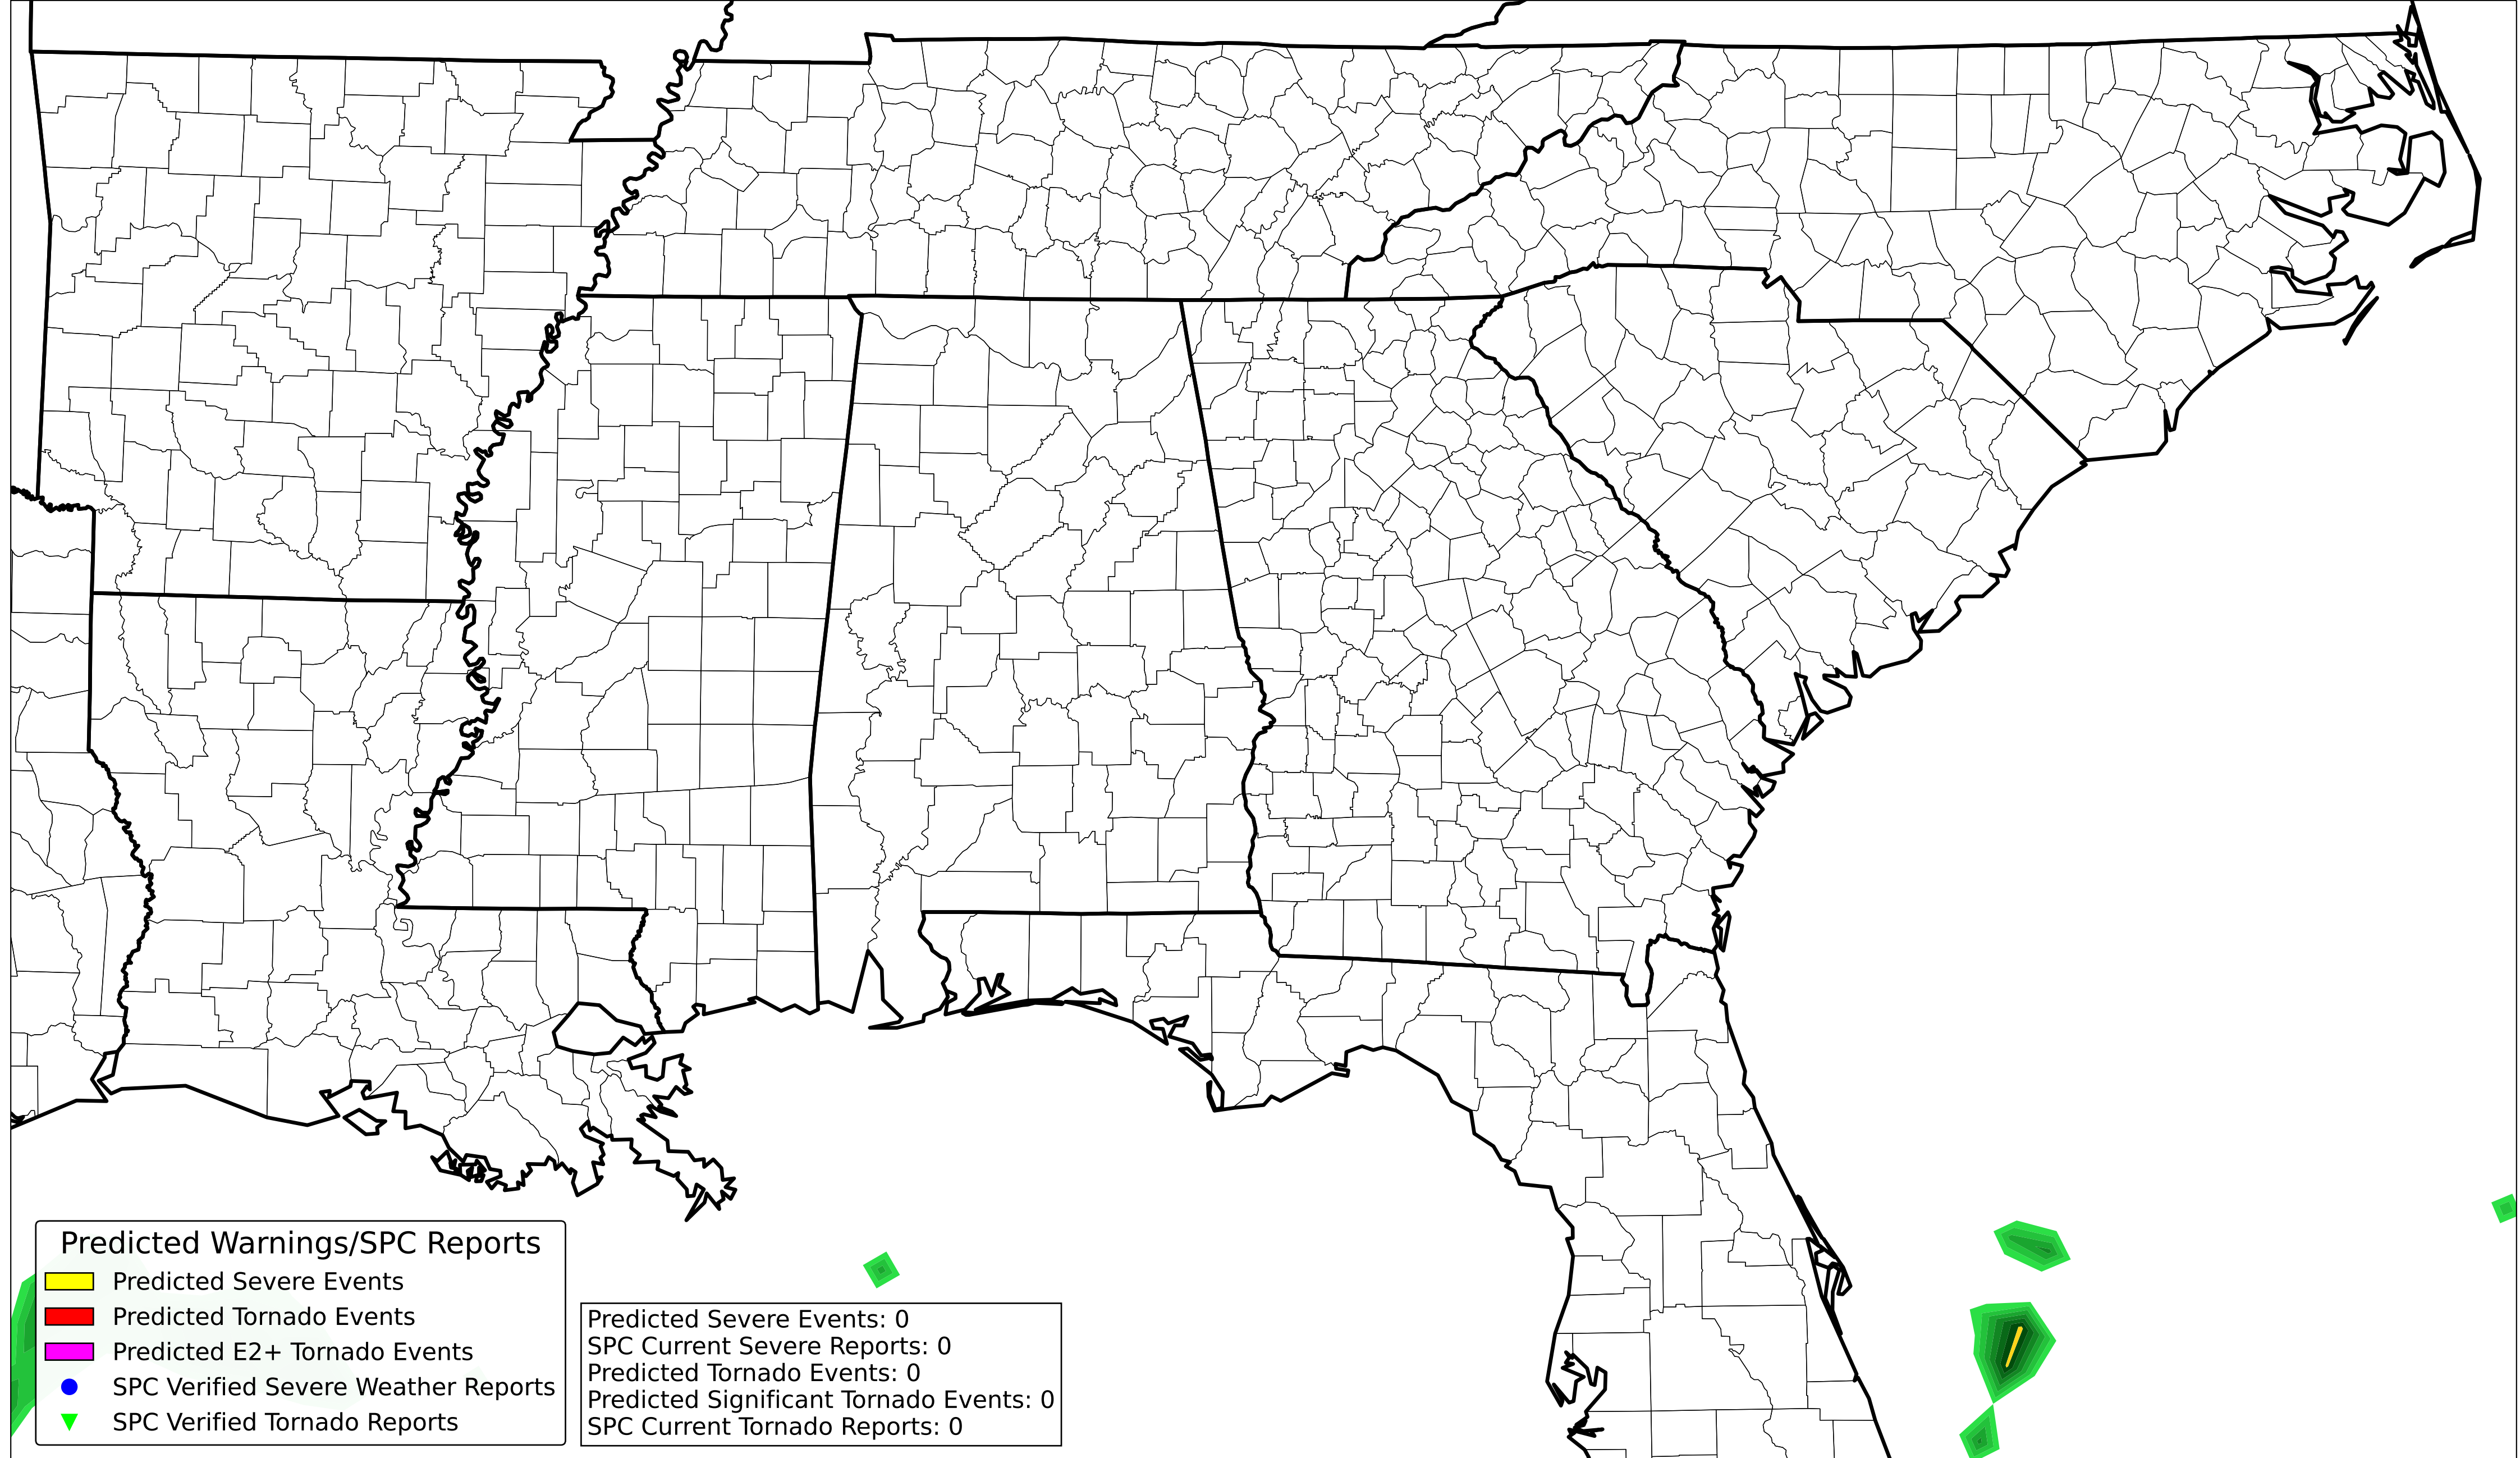 Predicted Warnings/SPC Reports
Predicted Severe Events
Predicted Tornado Events
Predicted E2+ Tornado Events
SPC Verified Severe Weather Reports
SPC Verified Tornado Reports
Predicted Severe Events: 0
SPC Current Severe Reports: 0
Predicted Tornado Events: 0
Predicted Significant Tornado Events: 0
SPC Current Tornado Reports: 0